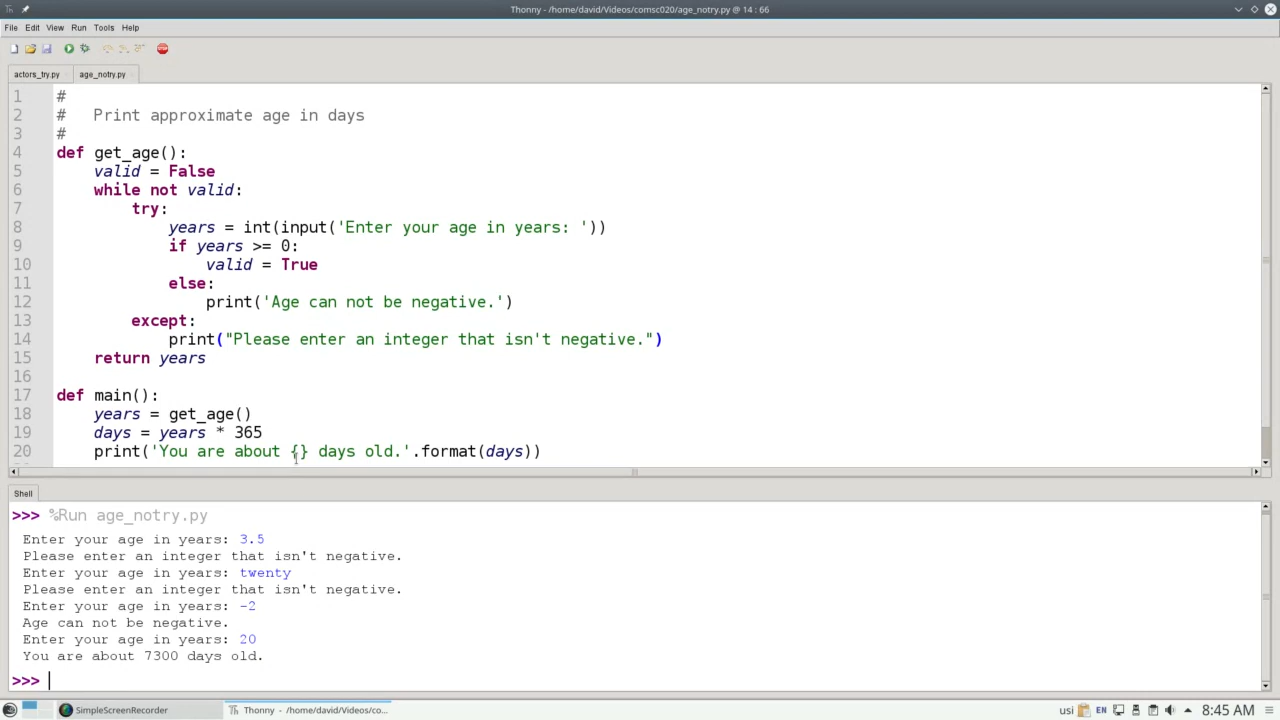 Thonny - /home/david/Videos/comsc020/age_notry.py @ 14 : 66
File Edit View Run Tools Help
actors_try.py age_notry.py
1 #
2 #   Print approximate age in days
3 #
4 def get_age():
5     valid = False
6     while not valid:
7         try:
8             years = int(input('Enter your age in years: '))
9             if years >= 0:
10                 valid = True
11             else:
12                 print('Age can not be negative.')
13         except:
14             print("Please enter an integer that isn't negative.")
15     return years
16
17 def main():
18     years = get_age()
19     days = years * 365
20     print('You are about {} days old.'.format(days))
Shell
>>> %Run age_notry.py
Enter your age in years: 3.5
Please enter an integer that isn't negative.
Enter your age in years: twenty
Please enter an integer that isn't negative.
Enter your age in years: -2
Age can not be negative.
Enter your age in years: 20
You are about 7300 days old.
>>>
SimpleScreenRecorder Thonny - /home/david/Videos/co... usi EN 8:45 AM